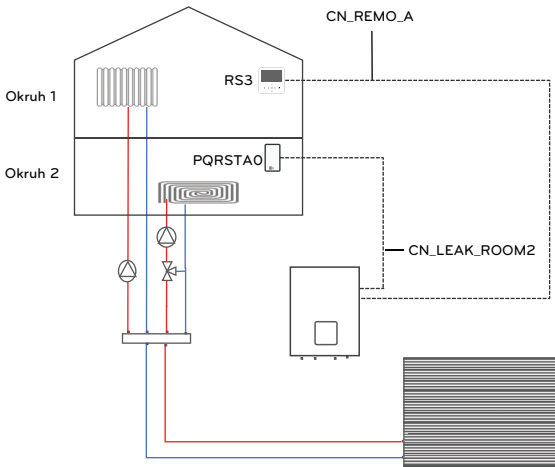 CN_REMO_A
RS3
Okruh 1
PQRSTA0
Okruh 2
CN_LEAK_ROOM2